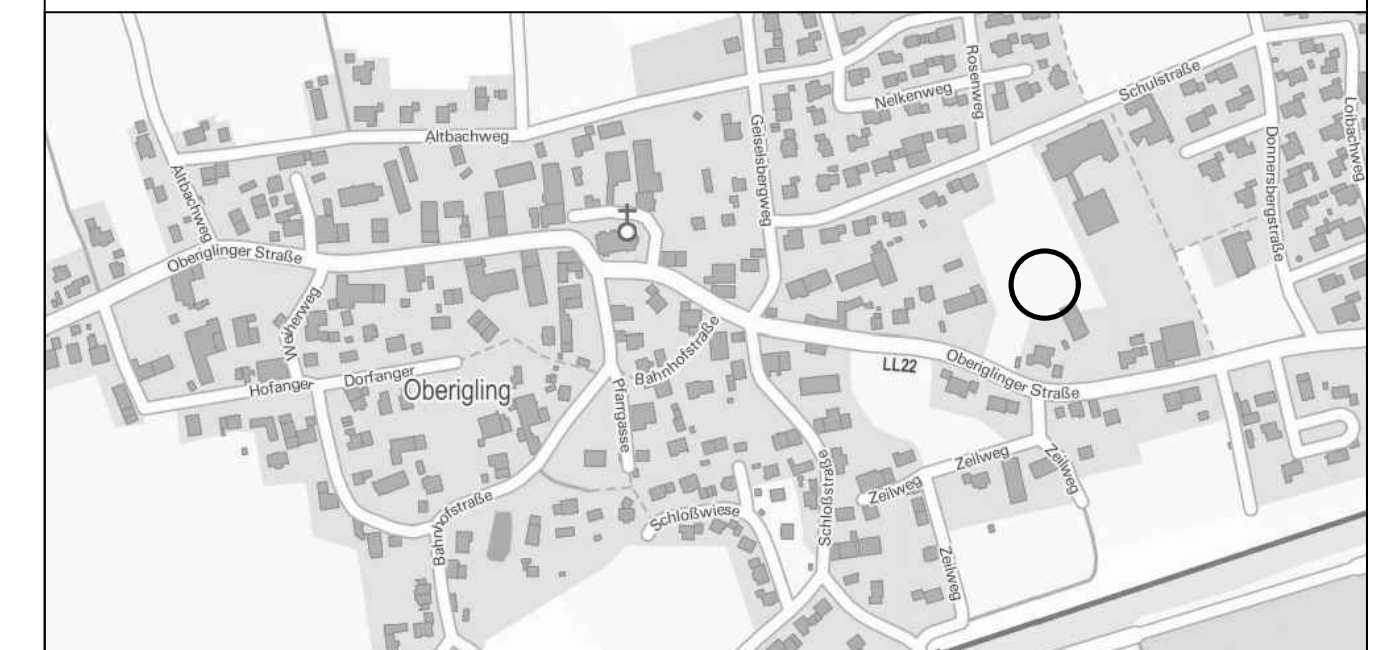 Rosenweg
Schulstraße
Nelkenweg
Loibachweg
Geiselsbergweg
Altbachweg
Donnersbergstraße
Altbachweg
Oberiglinger Straße
Weiherweg
Bahnhofstraße
LL22
Oberiglinger Straße
Dorfanger
Hofanger
Oberigling
Pfarrgasse
Zeilweg
Zeilweg
Zeilweg
Schloßstraße
Bahnhofstraße
Schloßwiese
Zeilweg